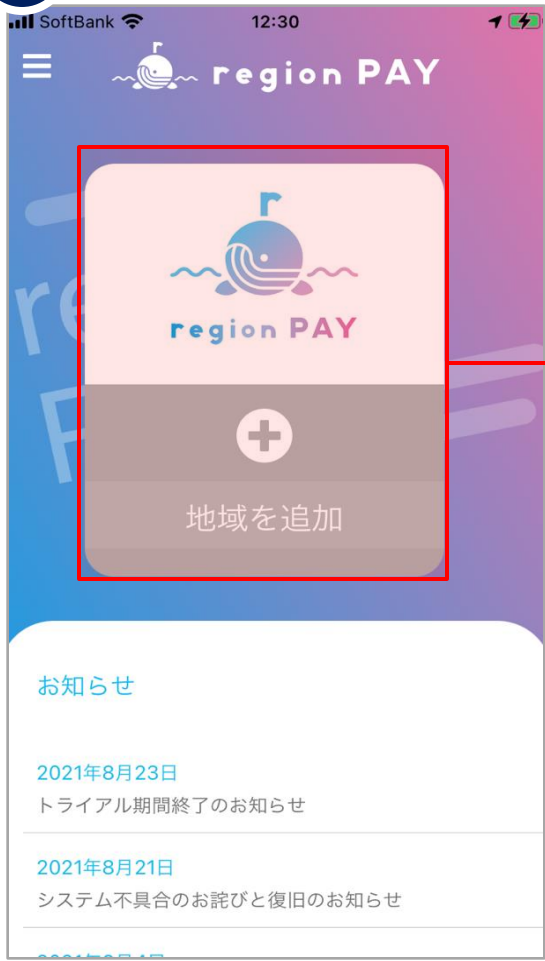 SoftBank 12:30
region PAY
region PAY
地域を追加
お知らせ
2021年8月23日
トライアル期間終了のお知らせ
2021年8月21日
システム不具合のお詫びと復旧のお知らせ